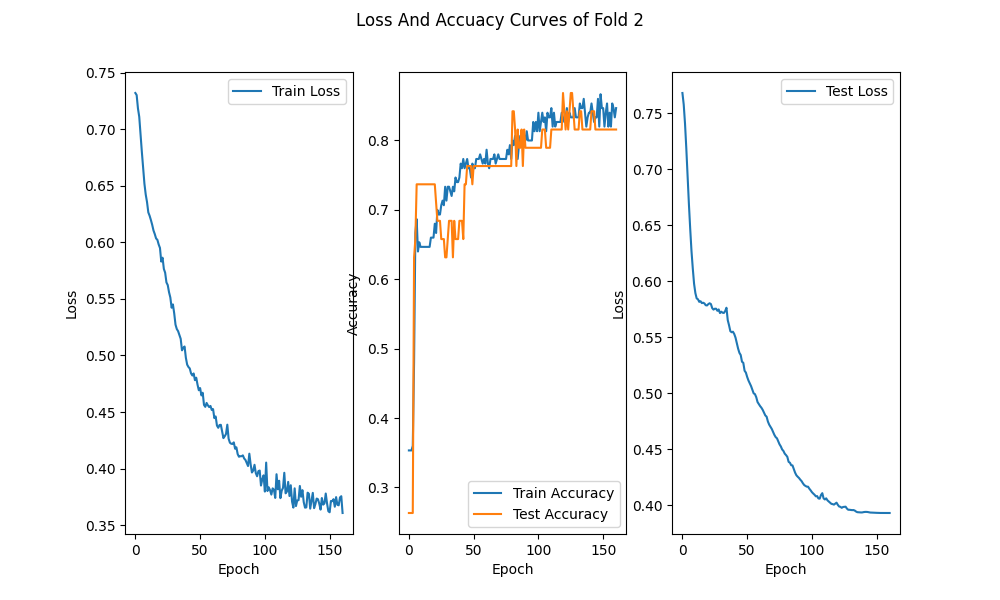 Loss And Accuacy Curves of Fold 2
Train Loss
0.75
0.70
0.65
0.60
0.55
0.50
0.45
0.40
0.35
Loss
0 50 100 150
Epoch
0.8
0.7
0.6
0.5
0.4
0.3
Accuracy
Train Accuracy
Test Accuracy
0 50 100 150
Epoch
Test Loss
0.75
0.70
0.65
0.60
0.55
0.50
0.45
0.40
Loss
0 50 100 150
Epoch